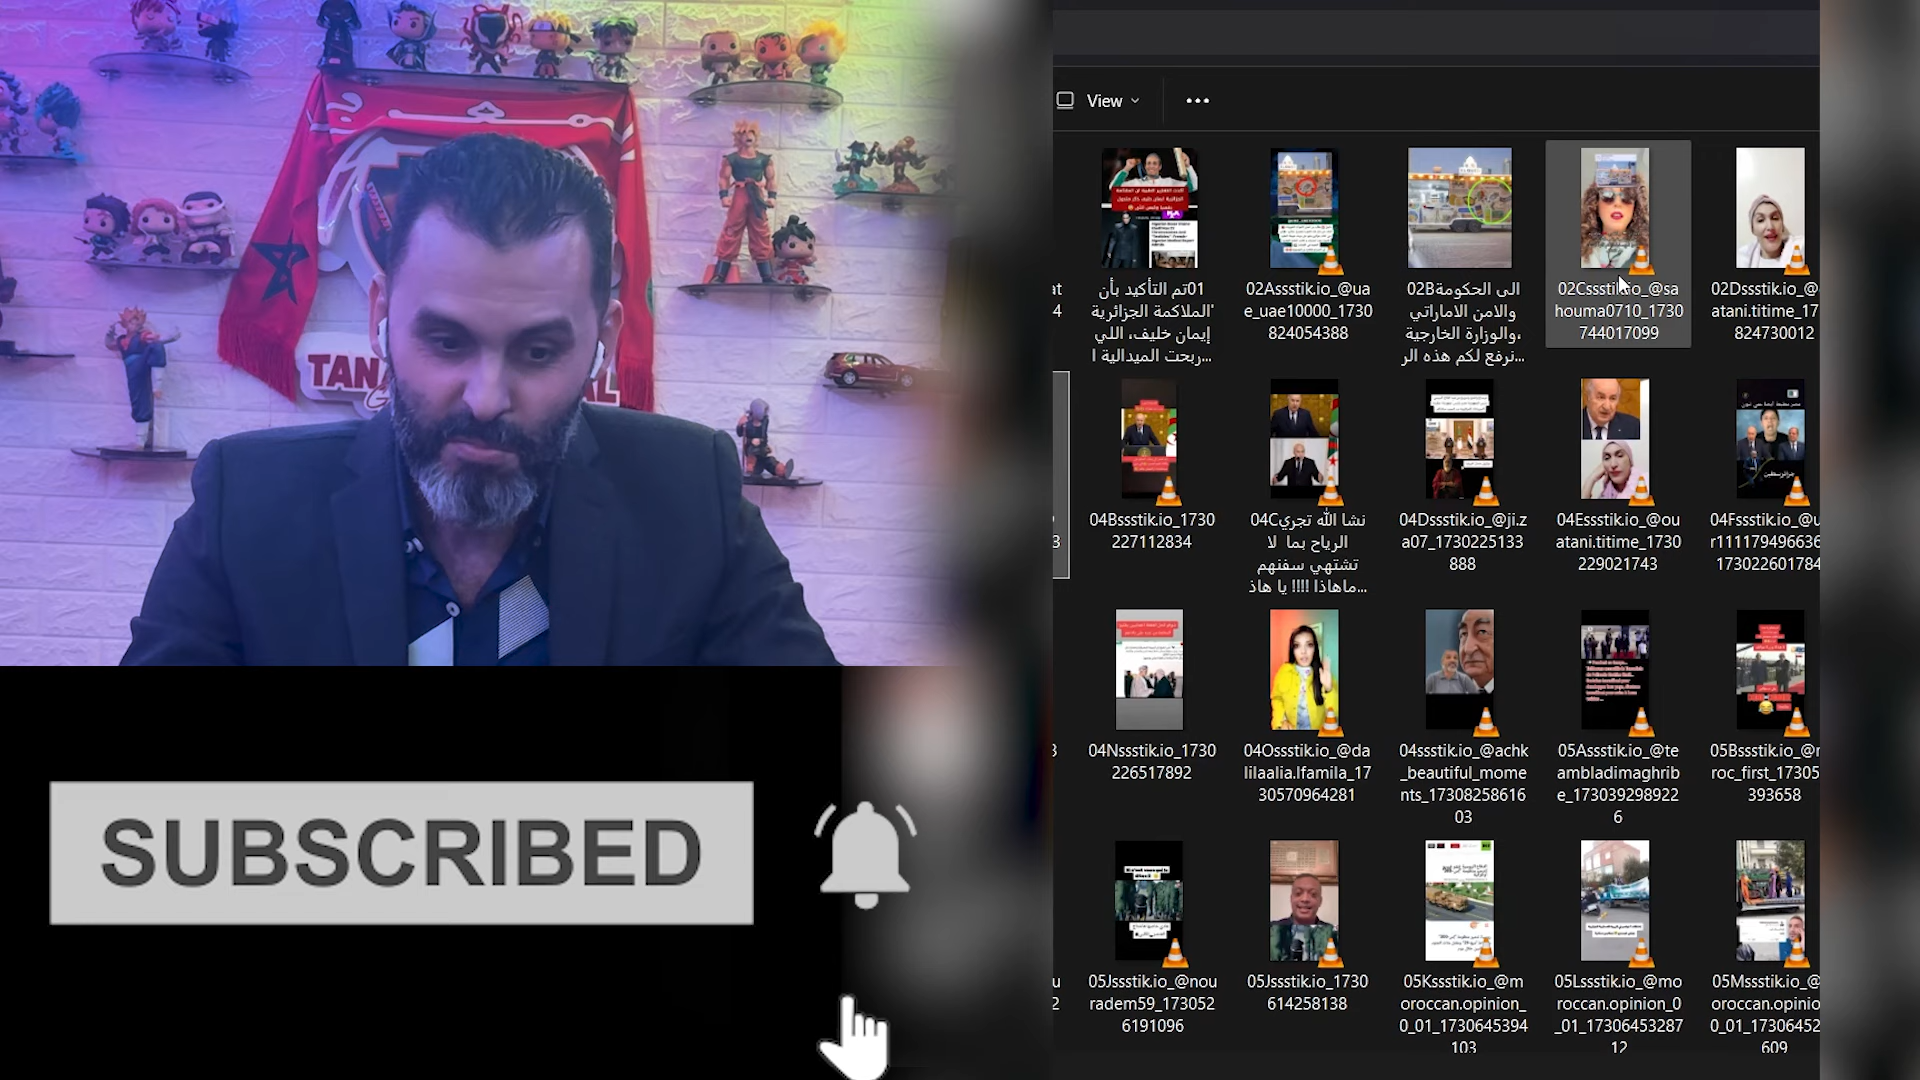 View
01تم التأكيد بأن
الملاكمة الجزائرية'
إيمان خليف، اللي
ربحت الميدالية ا...
02Assstik.io_@ua
e_uae10000_1730
824054388
02Bالى الحكومة
والامن الاماراتي
والوزارة الخارجية،
نرفع لكم هذه الر...
02Cssstik.io_@sa
houma0710_1730
744017099
02Dssstik.io_@
atani.titime_17
824730012
04Bssstik.io_1730
227112834
04Cنشا الله تجري
الرياح بما لا
تشتهي سفنهم
ماهاذا !!!! يا هاذ...
04Dssstik.io_@ji.z
a07_1730225133
888
04Essstik.io_@ou
atani.titime_1730
229021743
04Fssstik.io_@u
r111179496636
173022601784
04Nssstik.io_1730
226517892
04Ossstik.io_@da
lilaalia.lfamila_17
30570964281
04ssstik.io_@achk
_beautiful_mome
nts_17308258616
03
05Assstik.io_@te
ambladimaghrib
e_173039298922
6
05Bssstik.io_@r
roc_first_17305
393658
05Jssstik.io_@nou
radem59_173052
6191096
05Jssstik.io_1730
614258138
05Kssstik.io_@m
oroccan.opinion_
0_01_1730645394
103
05Lssstik.io_@mo
roccan.opinion_0
_01_17306453287
12
05Mssstik.io_@
oroccan.opinio
0_01_17306452
609
TAN
SUBSCRIBED